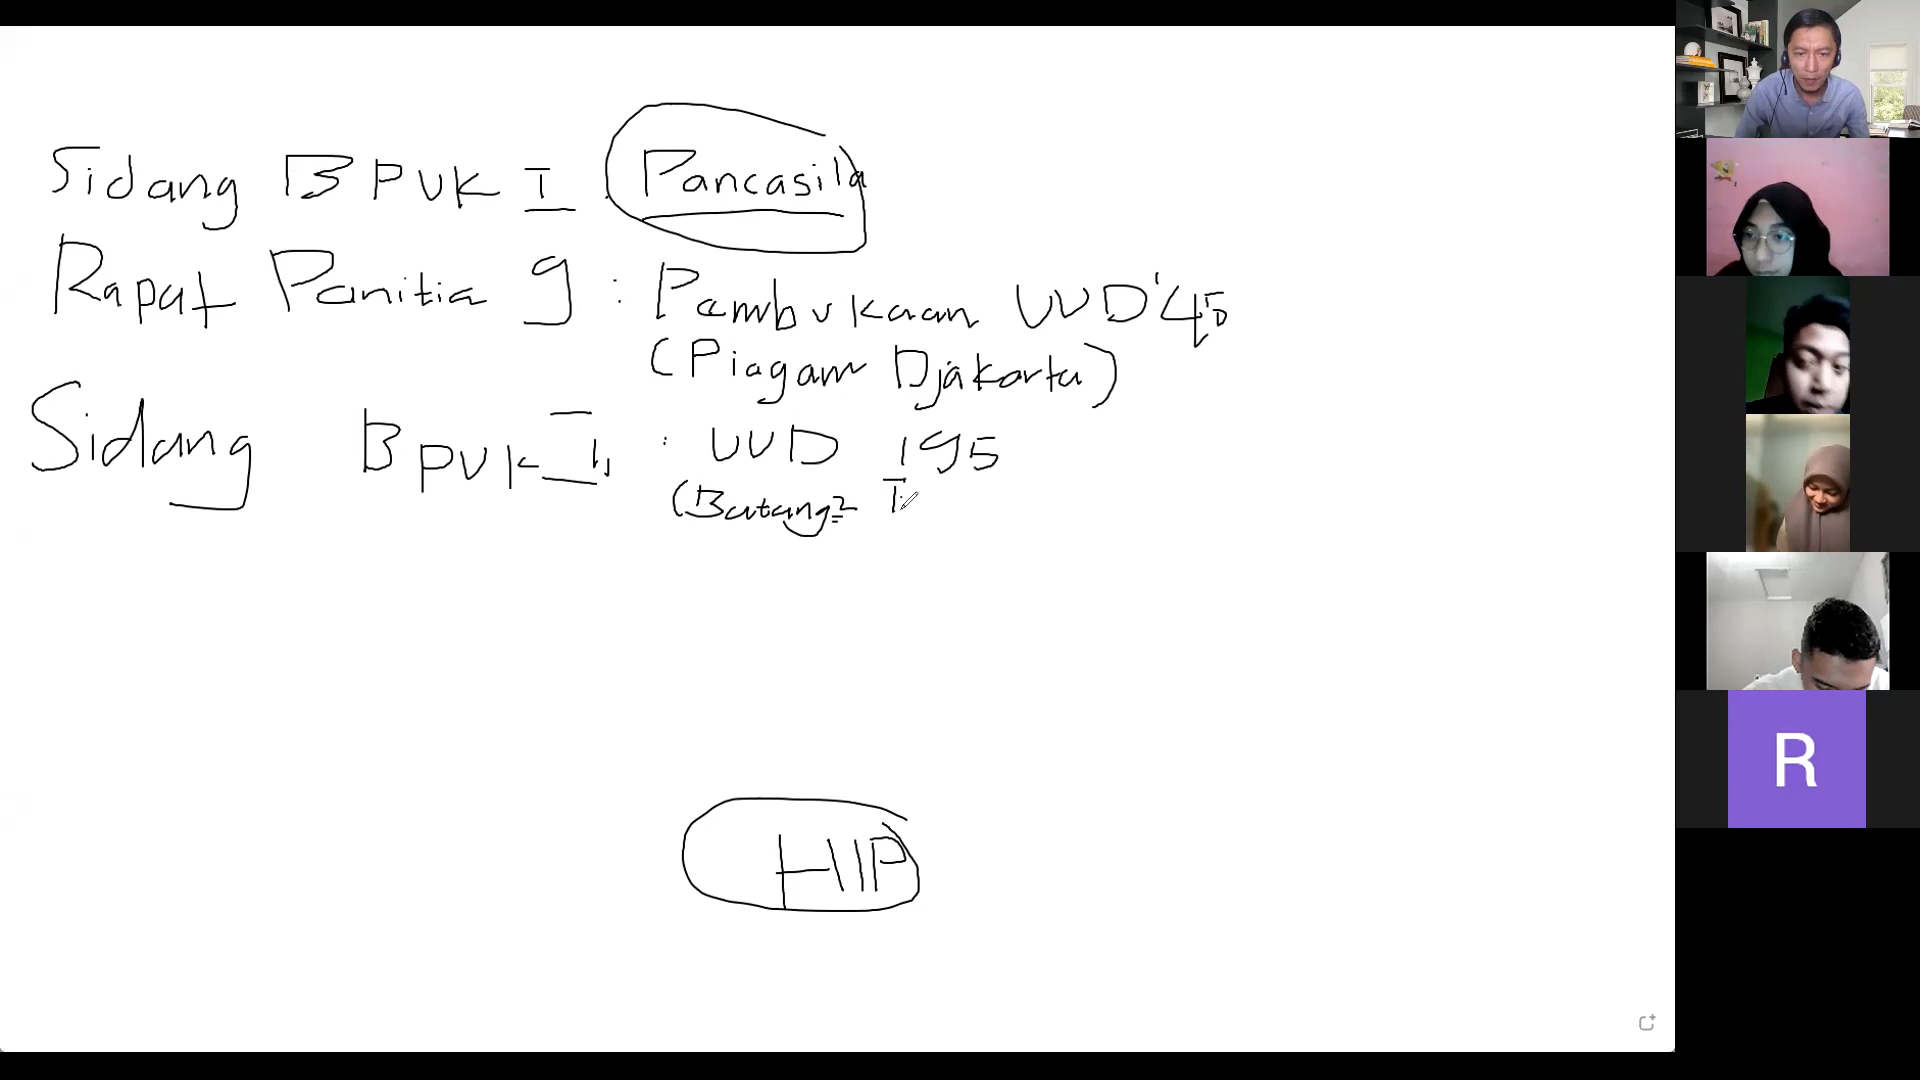 Sidang BPUK I : Pancasila
Rapat Panitia 9 : Pembukaan UUD '45
(Piagam Djakarta)
Sidang BPUK II : UUD 195
(Batang2 T
HIP
R